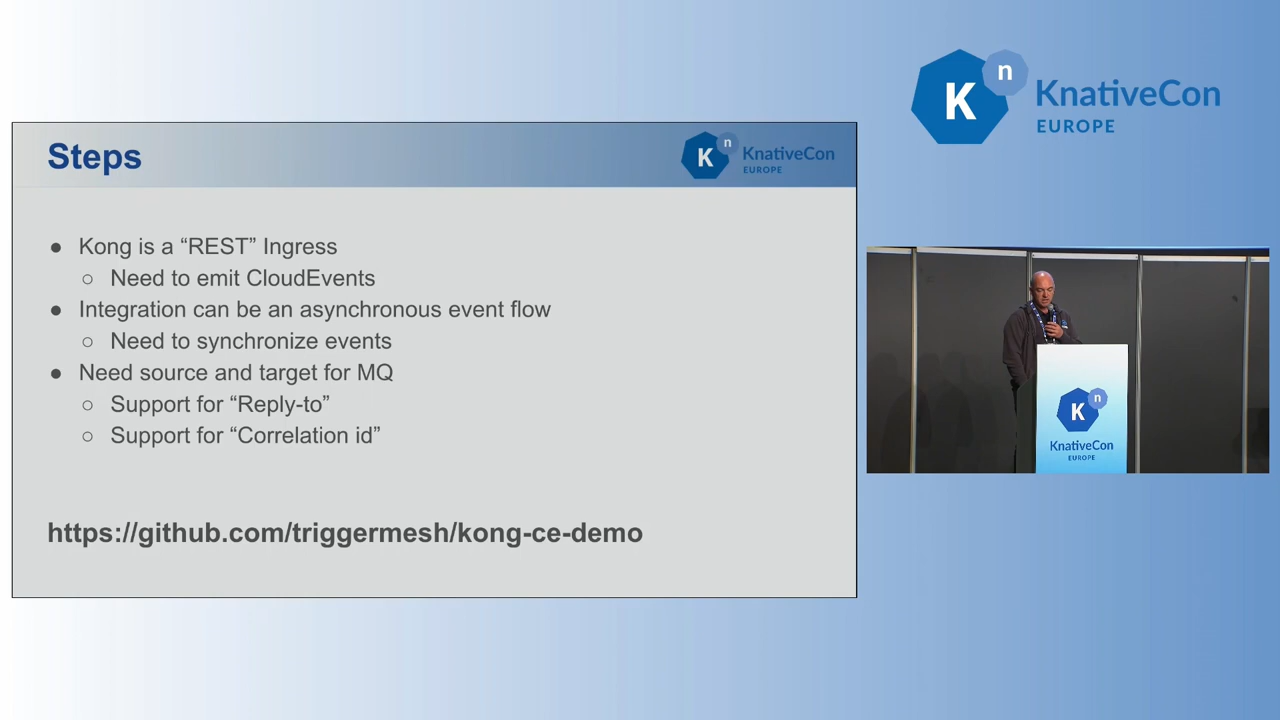 K n KnativeCon
EUROPE
Steps
K n KnativeCon
EUROPE
● Kong is a “REST” Ingress
○ Need to emit CloudEvents
● Integration can be an asynchronous event flow
○ Need to synchronize events
● Need source and target for MQ
○ Support for “Reply-to”
○ Support for “Correlation id”
https://github.com/triggermesh/kong-ce-demo
K n
KnativeCon
EUROPE